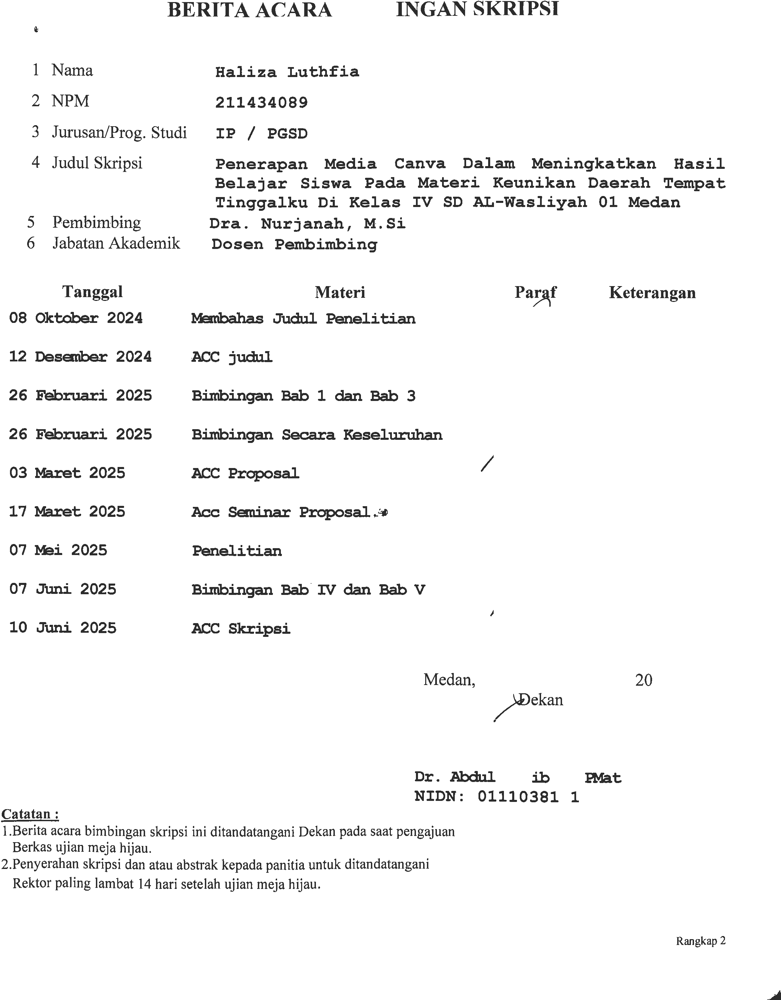 BERITA ACARA INGAN SKRIPSI
1 Nama Haliza Luthfia
2 NPM 211434089
3 Jurusan/Prog. Studi IP / PGSD
4 Judul Skripsi Penerapan Media Canva Dalam Meningkatkan Hasil
Belajar Siswa Pada Materi Keunikan Daerah Tempat
Tinggalku Di Kelas IV SD AL-Wasliyah 01 Medan
5 Pembimbing Dra. Nurjanah, M.Si
6 Jabatan Akademik Dosen Pembimbing
Tanggal Materi Paraf Keterangan
08 Oktober 2024 Membahas Judul Penelitian
12 Desember 2024 ACC judul
26 Februari 2025 Bimbingan Bab 1 dan Bab 3
26 Februari 2025 Bimbingan Secara Keseluruhan
03 Maret 2025 ACC Proposal
17 Maret 2025 Acc Seminar Proposal.
07 Mei 2025 Penelitian
07 Juni 2025 Bimbingan Bab IV dan Bab V
10 Juni 2025 ACC Skripsi
Medan, 20
Dekan
Dr. Abdul ib PMat
NIDN: 01110381 1
Catatan :
1.Berita acara bimbingan skripsi ini ditandatangani Dekan pada saat pengajuan
Berkas ujian meja hijau.
2.Penyerahan skripsi dan atau abstrak kepada panitia untuk ditandatangani
Rektor paling lambat 14 hari setelah ujian meja hijau.
Rangkap 2